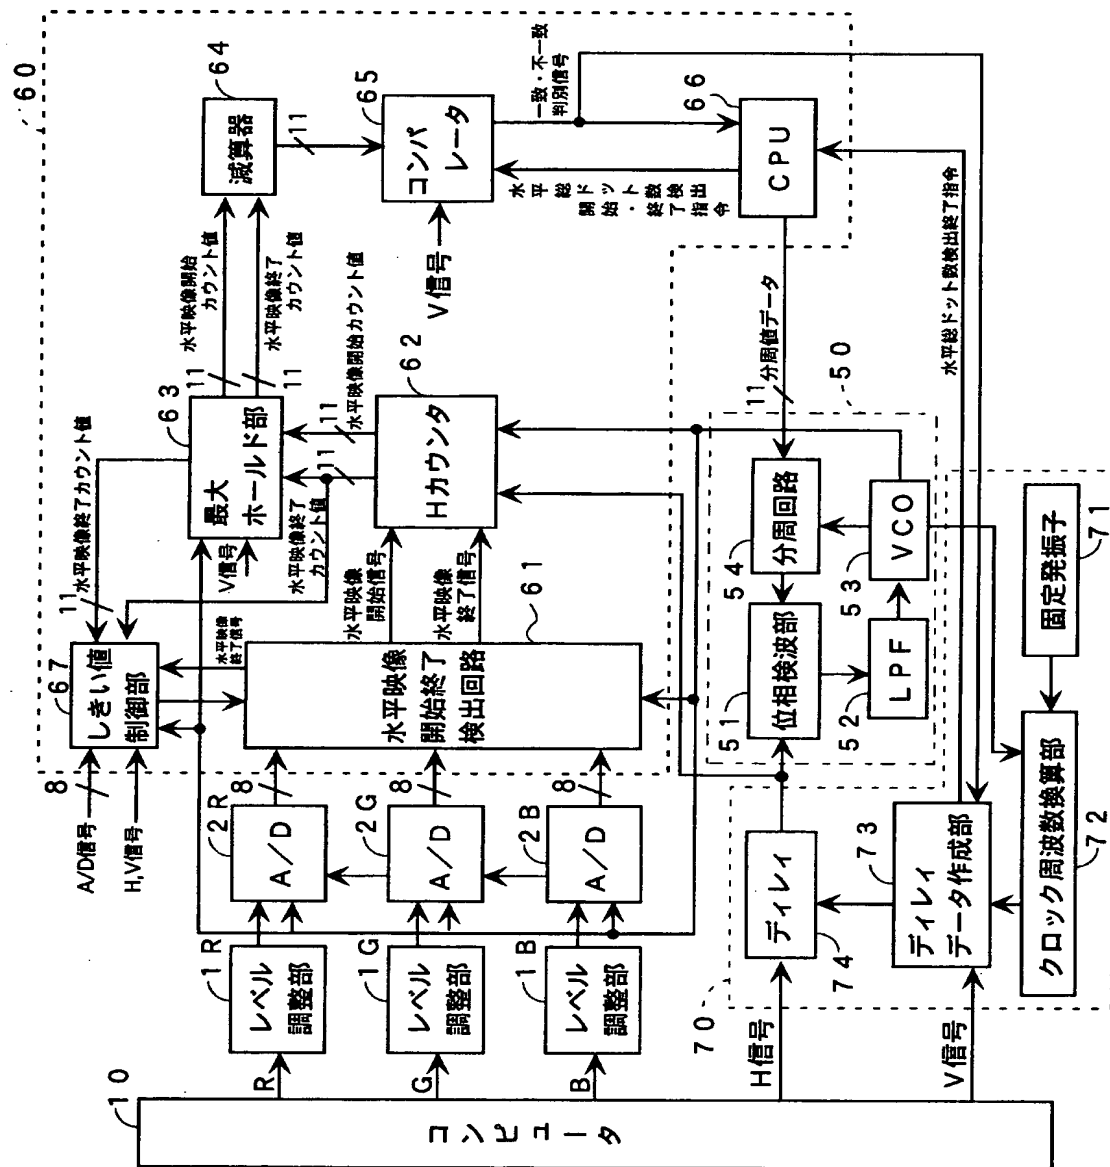 コンピュータ
10
R
G
B
H信号
V信号
レベル
調整部
1R
レベル
調整部
1G
レベル
調整部
1B
A/D
2R
A/D
2G
A/D
2B
8
8
8
A/D信号
8
H,V信号
しきい値
制御部
67
水平映像
終了信号
11
水平映像終了カウント値
水平映像
開始終了
検出回路
61
水平映像
開始信号
水平映像
終了信号
最大
ホールド部
63
V信号
水平映像終了
カウント値
11
11
水平映像開始カウント値
Hカウンタ
62
11
水平映像開始
カウント値
11
水平映像終了
カウント値
減算器
64
11
コンパ
レータ
65
V信号
一致・不一致
判別信号
水平総ドット数検出
開始・終了指令
CPU
66
60
11
分周値データ
50
位相検波部
51
LPF
52
VCO
53
分周回路
54
水平総ドット数検出終了指令
70
ディレイ
74
ディレイ
データ作成部
73
クロック周波数換算部
72
固定発振子
71